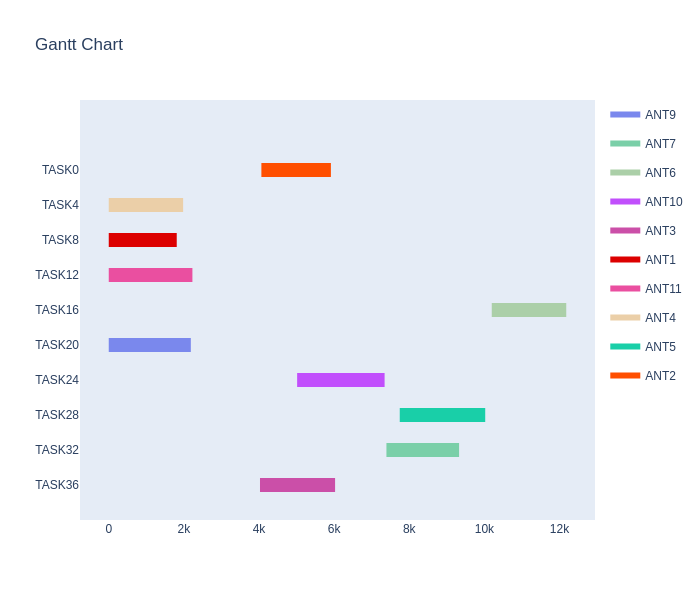 Gantt Chart
TASK0
TASK4
TASK8
TASK12
TASK16
TASK20
TASK24
TASK28
TASK32
TASK36
0
2k
4k
6k
8k
10k
12k
ANT9
ANT7
ANT6
ANT10
ANT3
ANT1
ANT11
ANT4
ANT5
ANT2